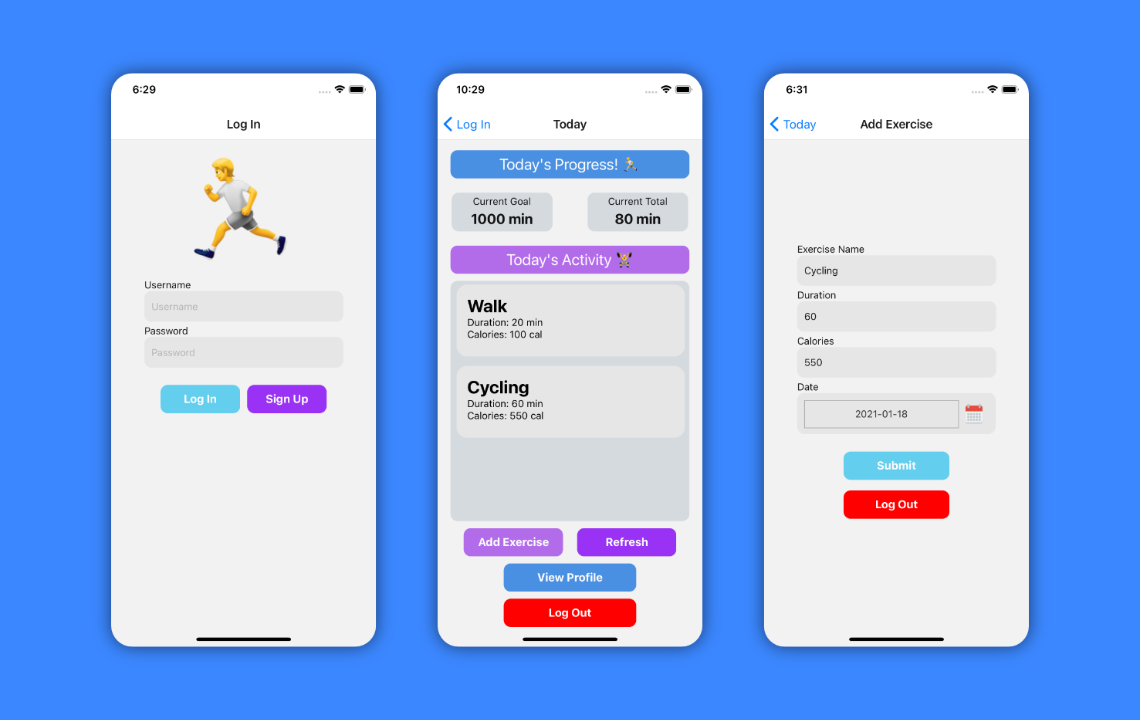 6:29
Log In
Username
Username
Password
Password
Log In
Sign Up
10:29
Log In
Today
Today's Progress!
Current Goal
1000 min
Current Total
80 min
Today's Activity
Walk
Duration: 20 min
Calories: 100 cal
Cycling
Duration: 60 min
Calories: 550 cal
Add Exercise
Refresh
View Profile
Log Out
6:31
Today
Add Exercise
Exercise Name
Cycling
Duration
60
Calories
550
Date
2021-01-18
Submit
Log Out